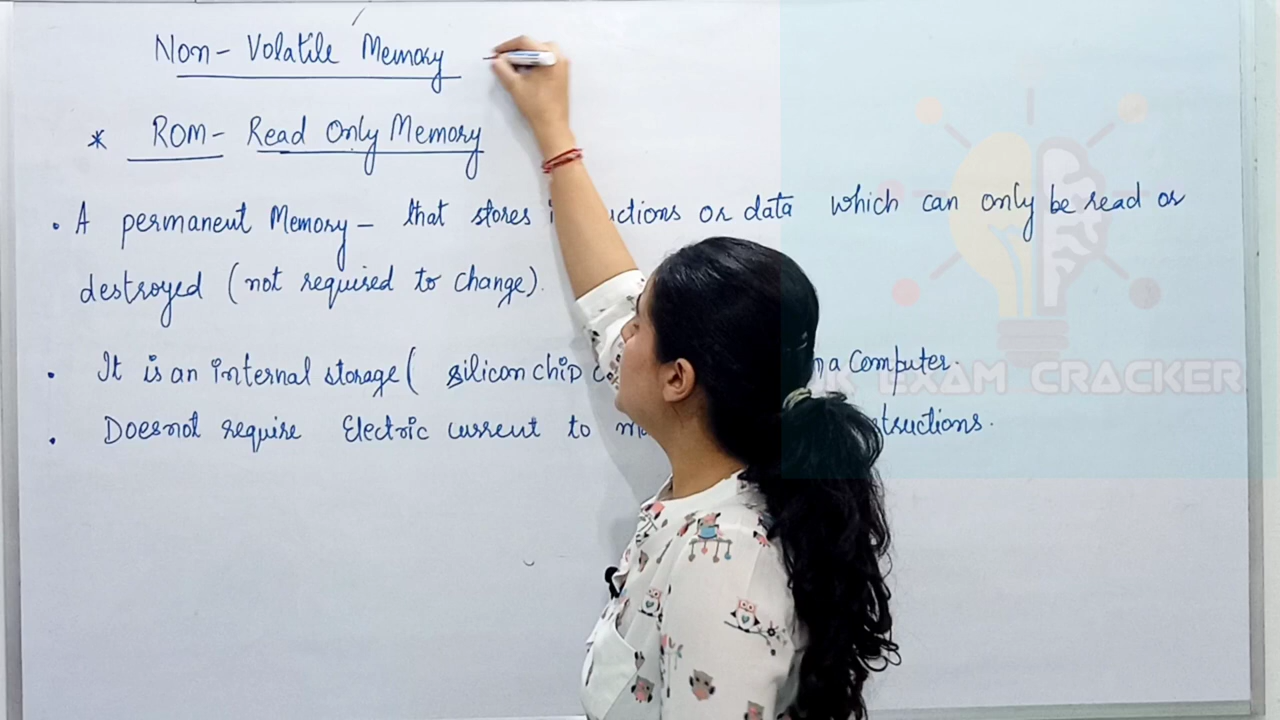 Non- Volatile Memory -
* ROM- Read Only Memory
• A permanent Memory - that stores uctions or data which can only be read or
destroyed (not required to change).
• It is an internal storage ( silicon chip a Computer.
• Doesnot require Electric current to structions.
EXAM CRACKER